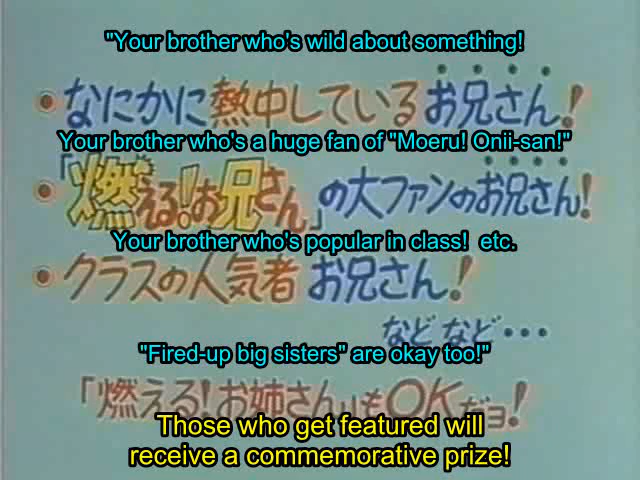 "Your brother who's wild about something!
・なにかに熱中しているお兄さん!
Your brother who's a huge fan of "Moeru! Onii-san!"
・「燃える!お兄さん」の大ファンのお兄さん!
Your brother who's popular in class!  etc.
・クラスの人気者 お兄さん!
などなど・・・
"Fired-up big sisters" are okay too!"
「燃える!お姉さん」もOKだョ!
Those who get featured will
receive a commemorative prize!